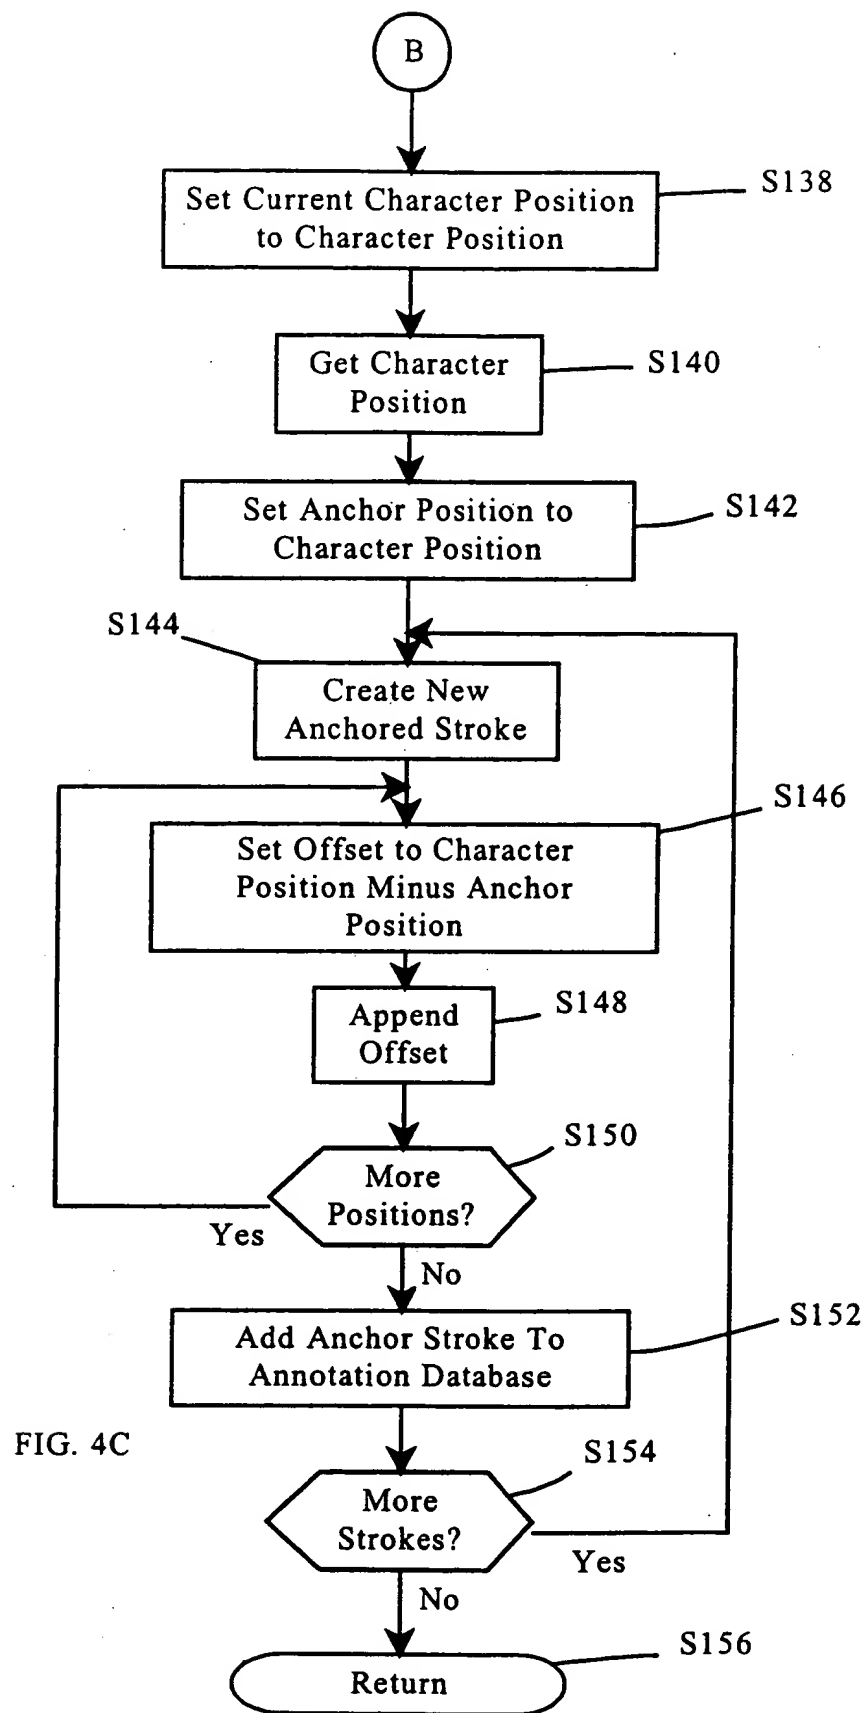 B
Set Current Character Position
to Character Position
S138
Get Character
Position
S140
Set Anchor Position to
Character Position
S142
S144
Create New
Anchored Stroke
S146
Set Offset to Character
Position Minus Anchor
Position
S148
Append
Offset
S150
More
Positions?
Yes
No
S152
Add Anchor Stroke To
Annotation Database
FIG. 4C
S154
More
Strokes?
Yes
No
S156
Return